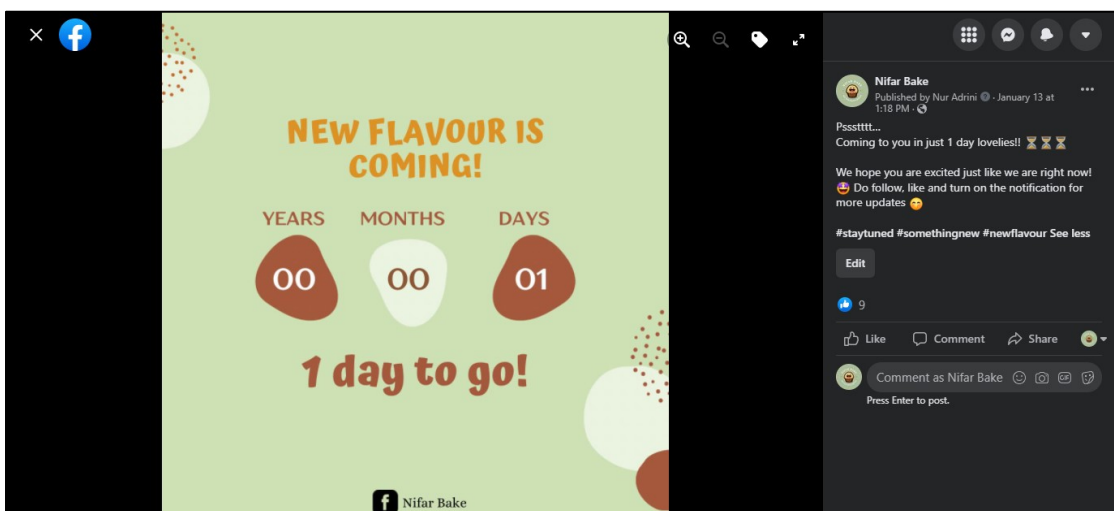 NEW FLAVOUR IS
COMING!
YEARS MONTHS DAYS
00 00 01
1 day to go!
f Nifar Bake
Nifar Bake
Published by Nur Adrini · January 13 at
1:18 PM ·
Pssstttt...
Coming to you in just 1 day lovelies!! ⏳ ⏳ ⏳
We hope you are excited just like we are right now!
🤩 Do follow, like and turn on the notification for
more updates 😋
#staytuned #somethingnew #newflavour See less
Edit
9
Like Comment Share
Comment as Nifar Bake GIF
Press Enter to post.